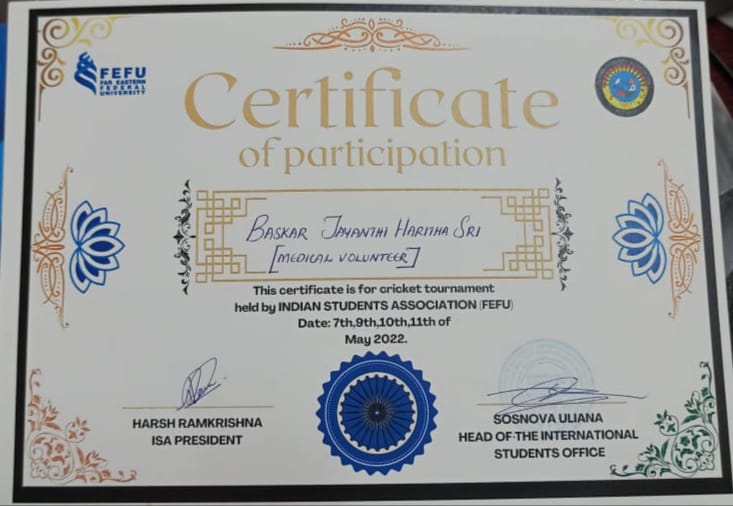 FEFU
FAR EASTERN
FEDERAL
UNIVERSITY
Certificate
of participation
BASKAR JAYANTHI HARITHA SRI
[MEDICAL VOLUNTEER]
This certificate is for cricket tournament
held by INDIAN STUDENTS ASSOCIATION (FEFU)
Date: 7th,9th,10th,11th of
May 2022.
HARSH RAMKRISHNA
ISA PRESIDENT
SOSNOVA ULIANA
HEAD OF THE INTERNATIONAL
STUDENTS OFFICE